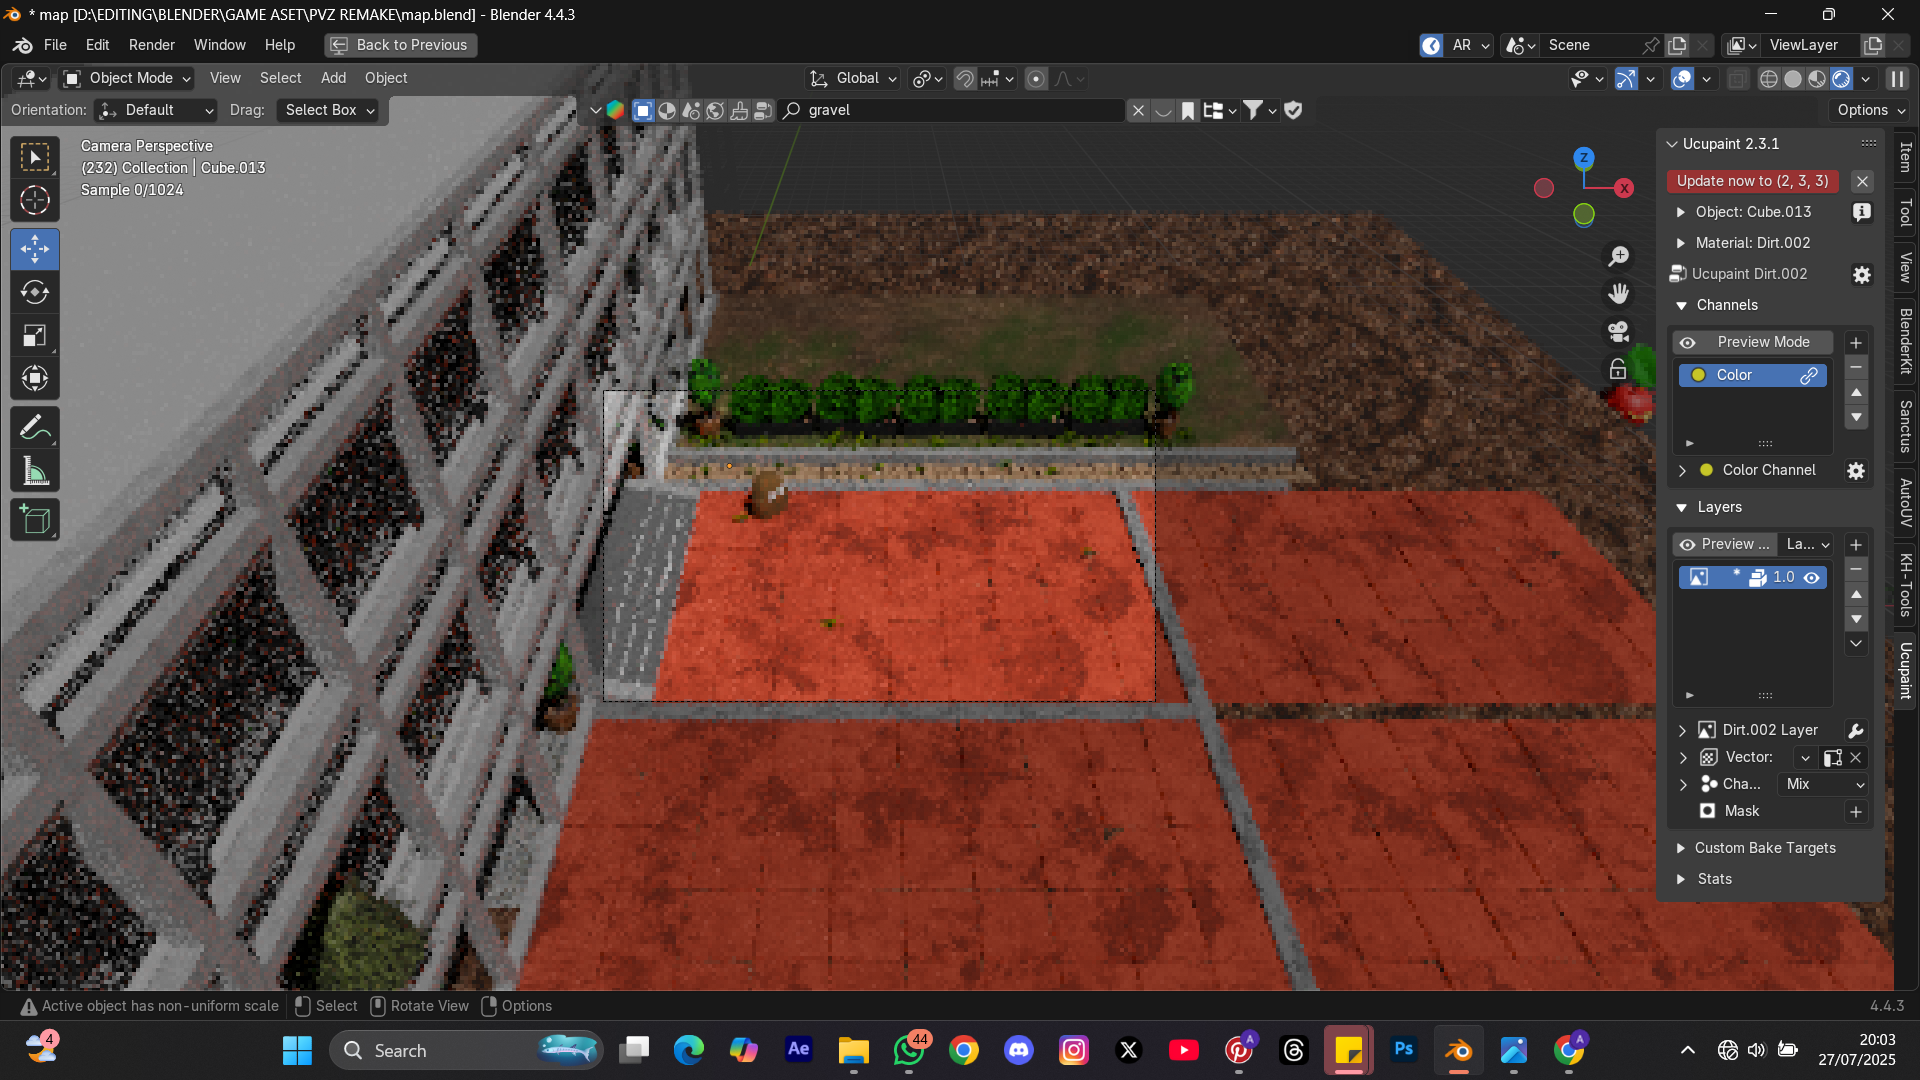 * map [D:\EDITING\BLENDER\GAME ASET\PVZ REMAKE\map.blend] - Blender 4.4.3
File Edit Render Window Help Back to Previous AR Scene ViewLayer
Object Mode View Select Add Object Global
Orientation: Default Drag: Select Box gravel Options
Camera Perspective
(232) Collection | Cube.013
Sample 0/1024
Z
X
Ucupaint 2.3.1
Update now to (2, 3, 3)
Object: Cube.013
Material: Dirt.002
Ucupaint Dirt.002
Channels
Preview Mode
Color
Color Channel
Layers
Preview ... La...
* 1.0
Dirt.002 Layer
Vector:
Cha... Mix
Mask
Custom Bake Targets
Stats
Item
Tool
View
BlenderKit
Sanctus
AutoUV
KH-Tools
Ucupaint
Active object has non-uniform scale Select Rotate View Options 4.4.3
4 Search Ae 44 A Ps A 20:03
27/07/2025